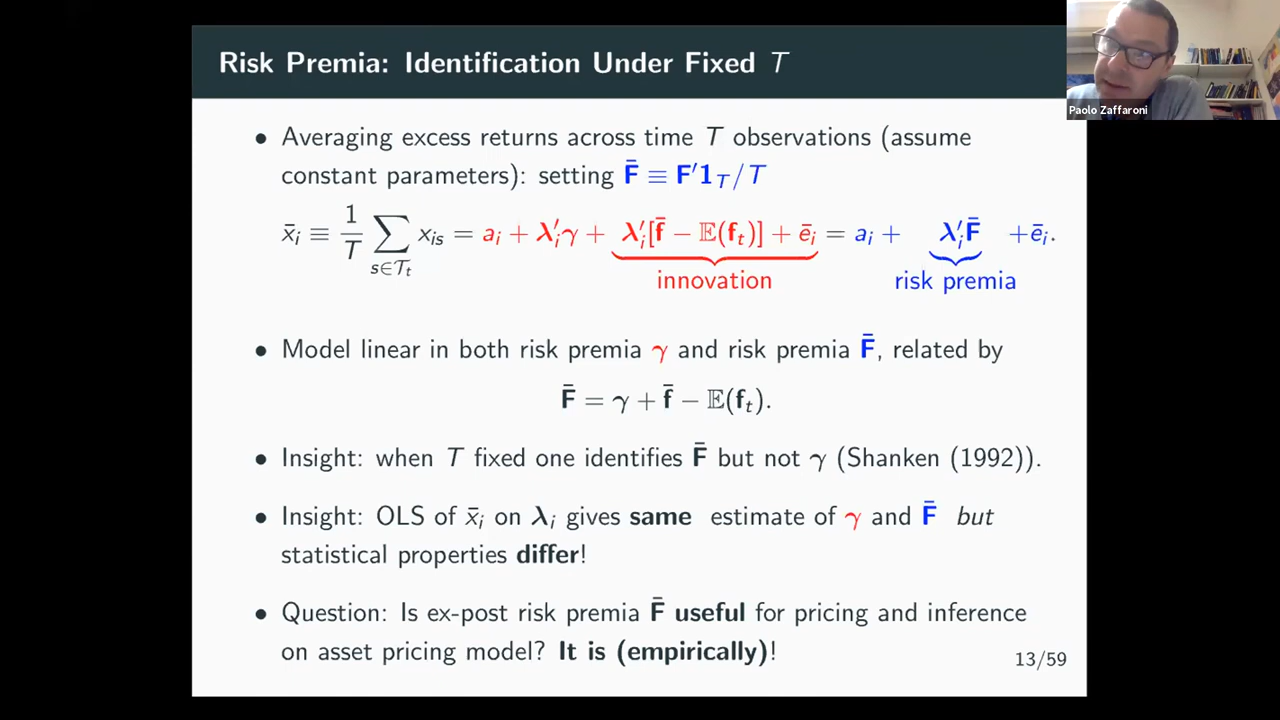 Risk Premia: Identification Under Fixed T
Paolo Zaffaroni
• Averaging excess returns across time T observations (assume
constant parameters): setting F̄ ≡ F′1_T/T
x̄_i ≡ 1/T ∑_{s∈𝒯_t} x_{is} = a_i + λ′_iγ + λ′_i[f̄ − 𝔼(f_t)] + ē_i = a_i + λ′_iF̄ + ē_i.
innovation risk premia
• Model linear in both risk premia γ and risk premia F̄, related by
F̄ = γ + f̄ − 𝔼(f_t).
• Insight: when T fixed one identifies F̄ but not γ (Shanken (1992)).
• Insight: OLS of x̄_i on λ_i gives same estimate of γ and F̄ but
statistical properties differ!
• Question: Is ex-post risk premia F̄ useful for pricing and inference
on asset pricing model? It is (empirically)!
13/59